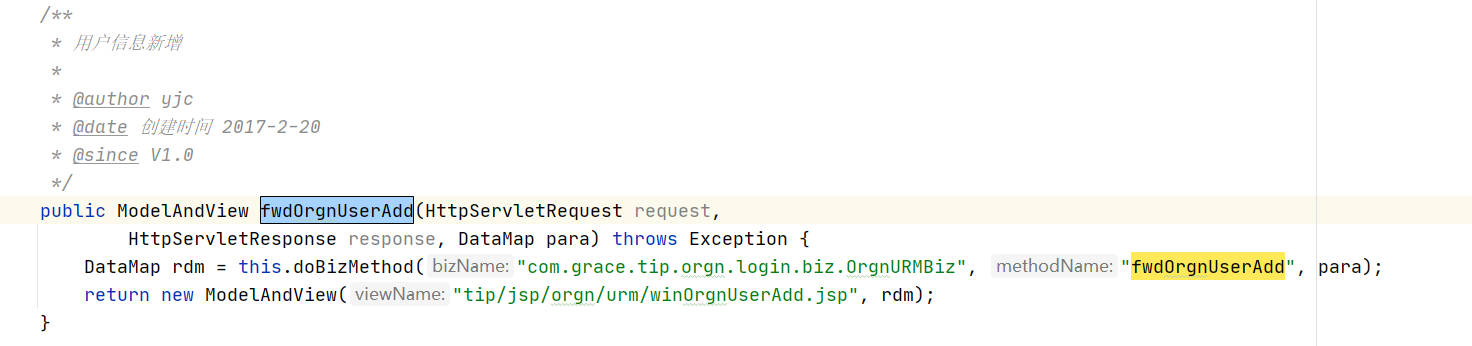 /**
 * 用户信息新增
 *
 * @author yjc
 * @date 创建时间 2017-2-20
 * @since V1.0
 */
public ModelAndView fwdOrgnUserAdd(HttpServletRequest request,
        HttpServletResponse response, DataMap para) throws Exception {
    DataMap rdm = this.doBizMethod( bizName: "com.grace.tip.orgn.login.biz.OrgnURMBiz", methodName: "fwdOrgnUserAdd", para);
    return new ModelAndView( viewName: "tip/jsp/orgn/urm/winOrgnUserAdd.jsp", rdm);
}